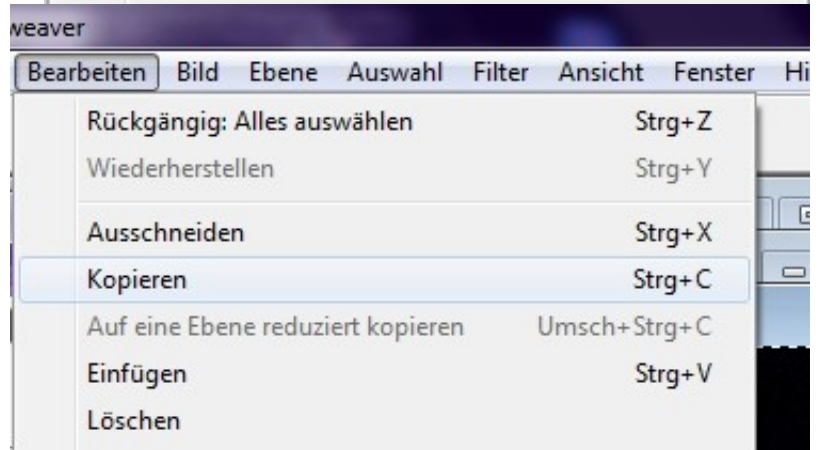 weaver
Bearbeiten Bild Ebene Auswahl Filter Ansicht Fenster Hi
Rückgängig: Alles auswählen Strg+Z
Wiederherstellen Strg+Y
Ausschneiden Strg+X
Kopieren Strg+C
Auf eine Ebene reduziert kopieren Umsch+Strg+C
Einfügen Strg+V
Löschen